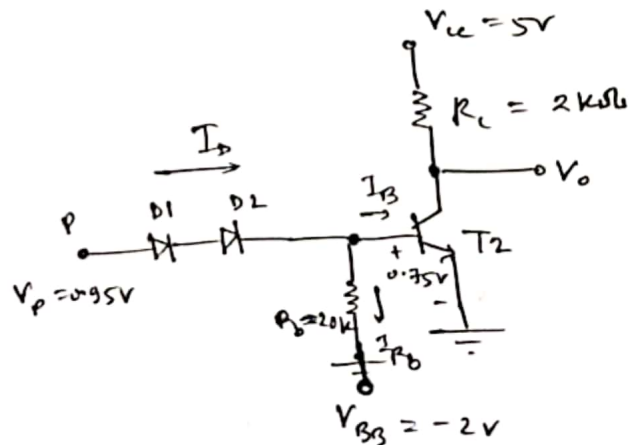 Vcc = 5V
Rc = 2KΩ
ID
Vo
IB
D1
D2
P
T2
+
0.75V
-
Vp = 0.95V
Rb = 20k
IRb
VBB = -2V